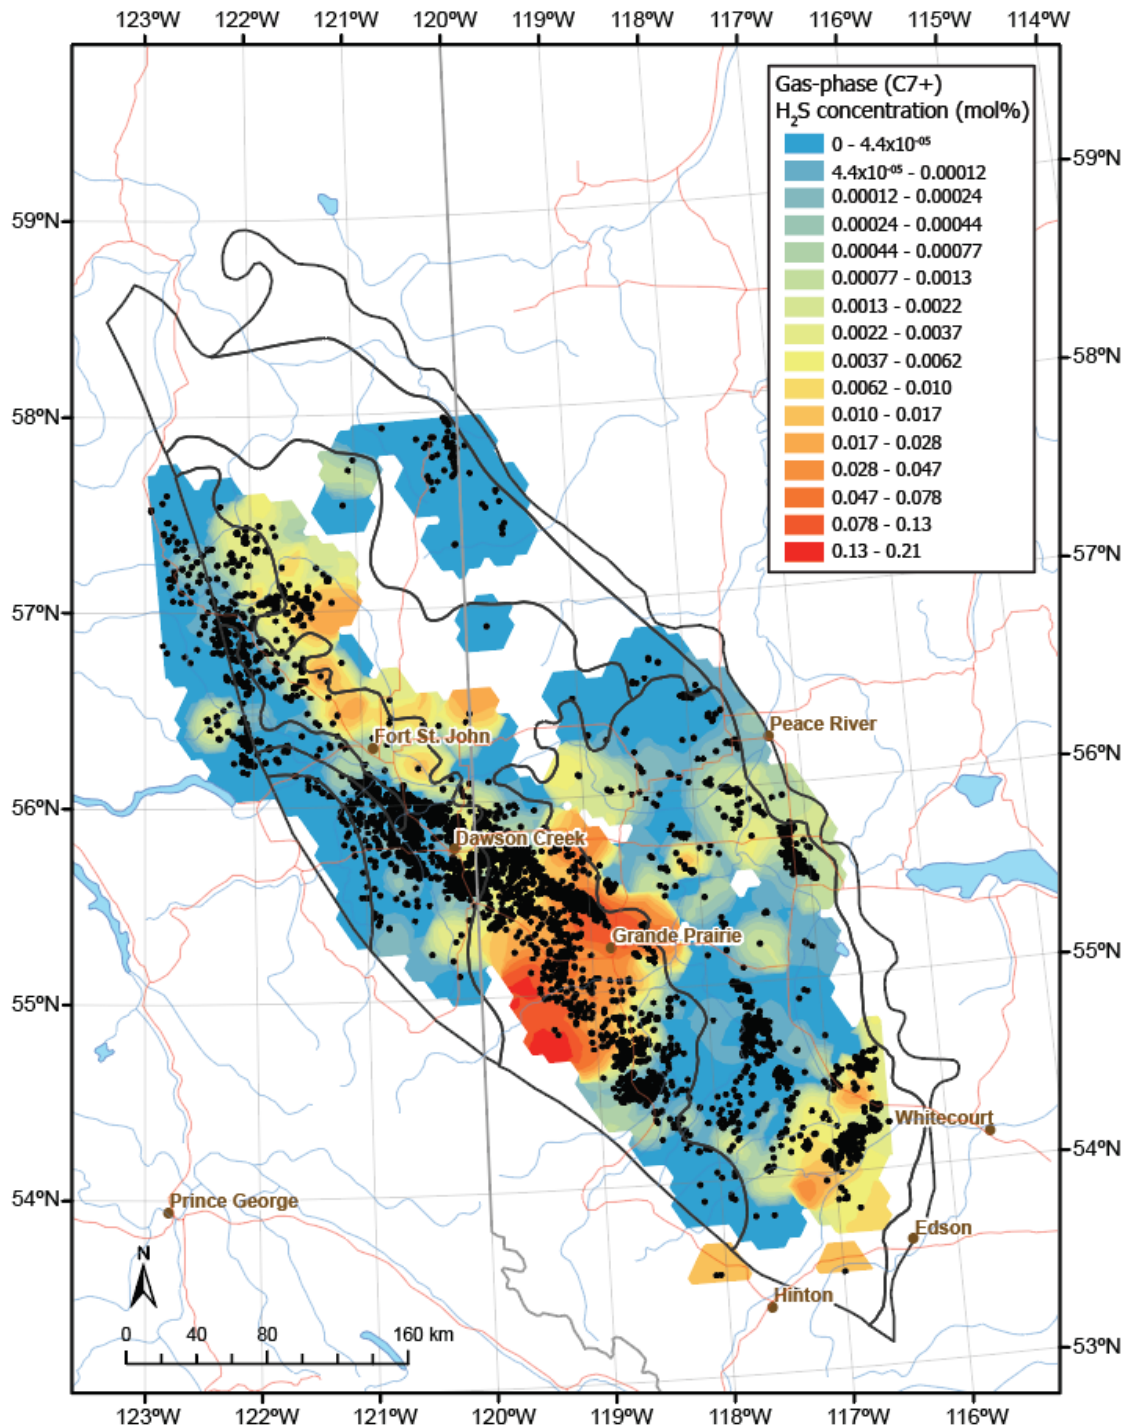 123°W 122°W 121°W 120°W 119°W 118°W 117°W 116°W 115°W 114°W
Gas-phase (C7+)
H₂S concentration (mol%)
0 - 4.4x10⁻⁰⁵
4.4x10⁻⁰⁵ - 0.00012
0.00012 - 0.00024
0.00024 - 0.00044
0.00044 - 0.00077
0.00077 - 0.0013
0.0013 - 0.0022
0.0022 - 0.0037
0.0037 - 0.0062
0.0062 - 0.010
0.010 - 0.017
0.017 - 0.028
0.028 - 0.047
0.047 - 0.078
0.078 - 0.13
0.13 - 0.21
59°N
59°N
58°N
58°N
57°N
57°N
Peace River
Fort St. John
56°N
56°N
Dawson Creek
Grande Prairie
55°N
55°N
Whitecourt
54°N
54°N
Prince George
Edson
N
Hinton
0 40 80 160 km
53°N
123°W 122°W 121°W 120°W 119°W 118°W 117°W 116°W